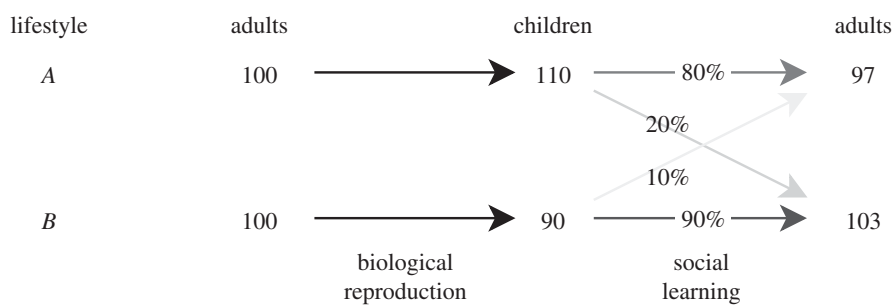 lifestyle adults children adults
A 100 110 80% 97
20%
10%
B 100 90 90% 103
biological social
reproduction learning